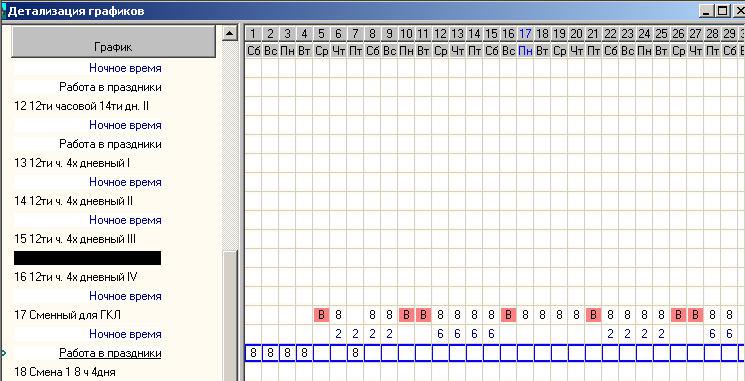 Детализация графиков
График
1 2 3 4 5 6 7 8 9 10 11 12 13 14 15 16 17 18 19 20 21 22 23 24 25 26 27 28 29
Сб Вс Пн Вт Ср Чт Пт Сб Вс Пн Вт Ср Чт Пт Сб Вс Пн Вт Ср Чт Пт Сб Вс Пн Вт Ср Чт Пт Сб
Ночное время
Работа в праздники
12 12ти часовой 14ти дн. II
Ночное время
Работа в праздники
13 12ти ч. 4х дневный I
Ночное время
14 12ти ч. 4х дневный II
Ночное время
15 12ти ч. 4х дневный III
16 12ти ч. 4х дневный IV
Ночное время
17 Сменный для ГКЛ В 8 8 8 В В 8 8 8 8 В 8 8 8 8 В 8 8 8 8 В В 8 8
Ночное время 2 2 2 2 6 6 6 6 2 2 2 2 6 6
Работа в праздники 8 8 8 8 8
18 Смена 1 8 ч 4дня